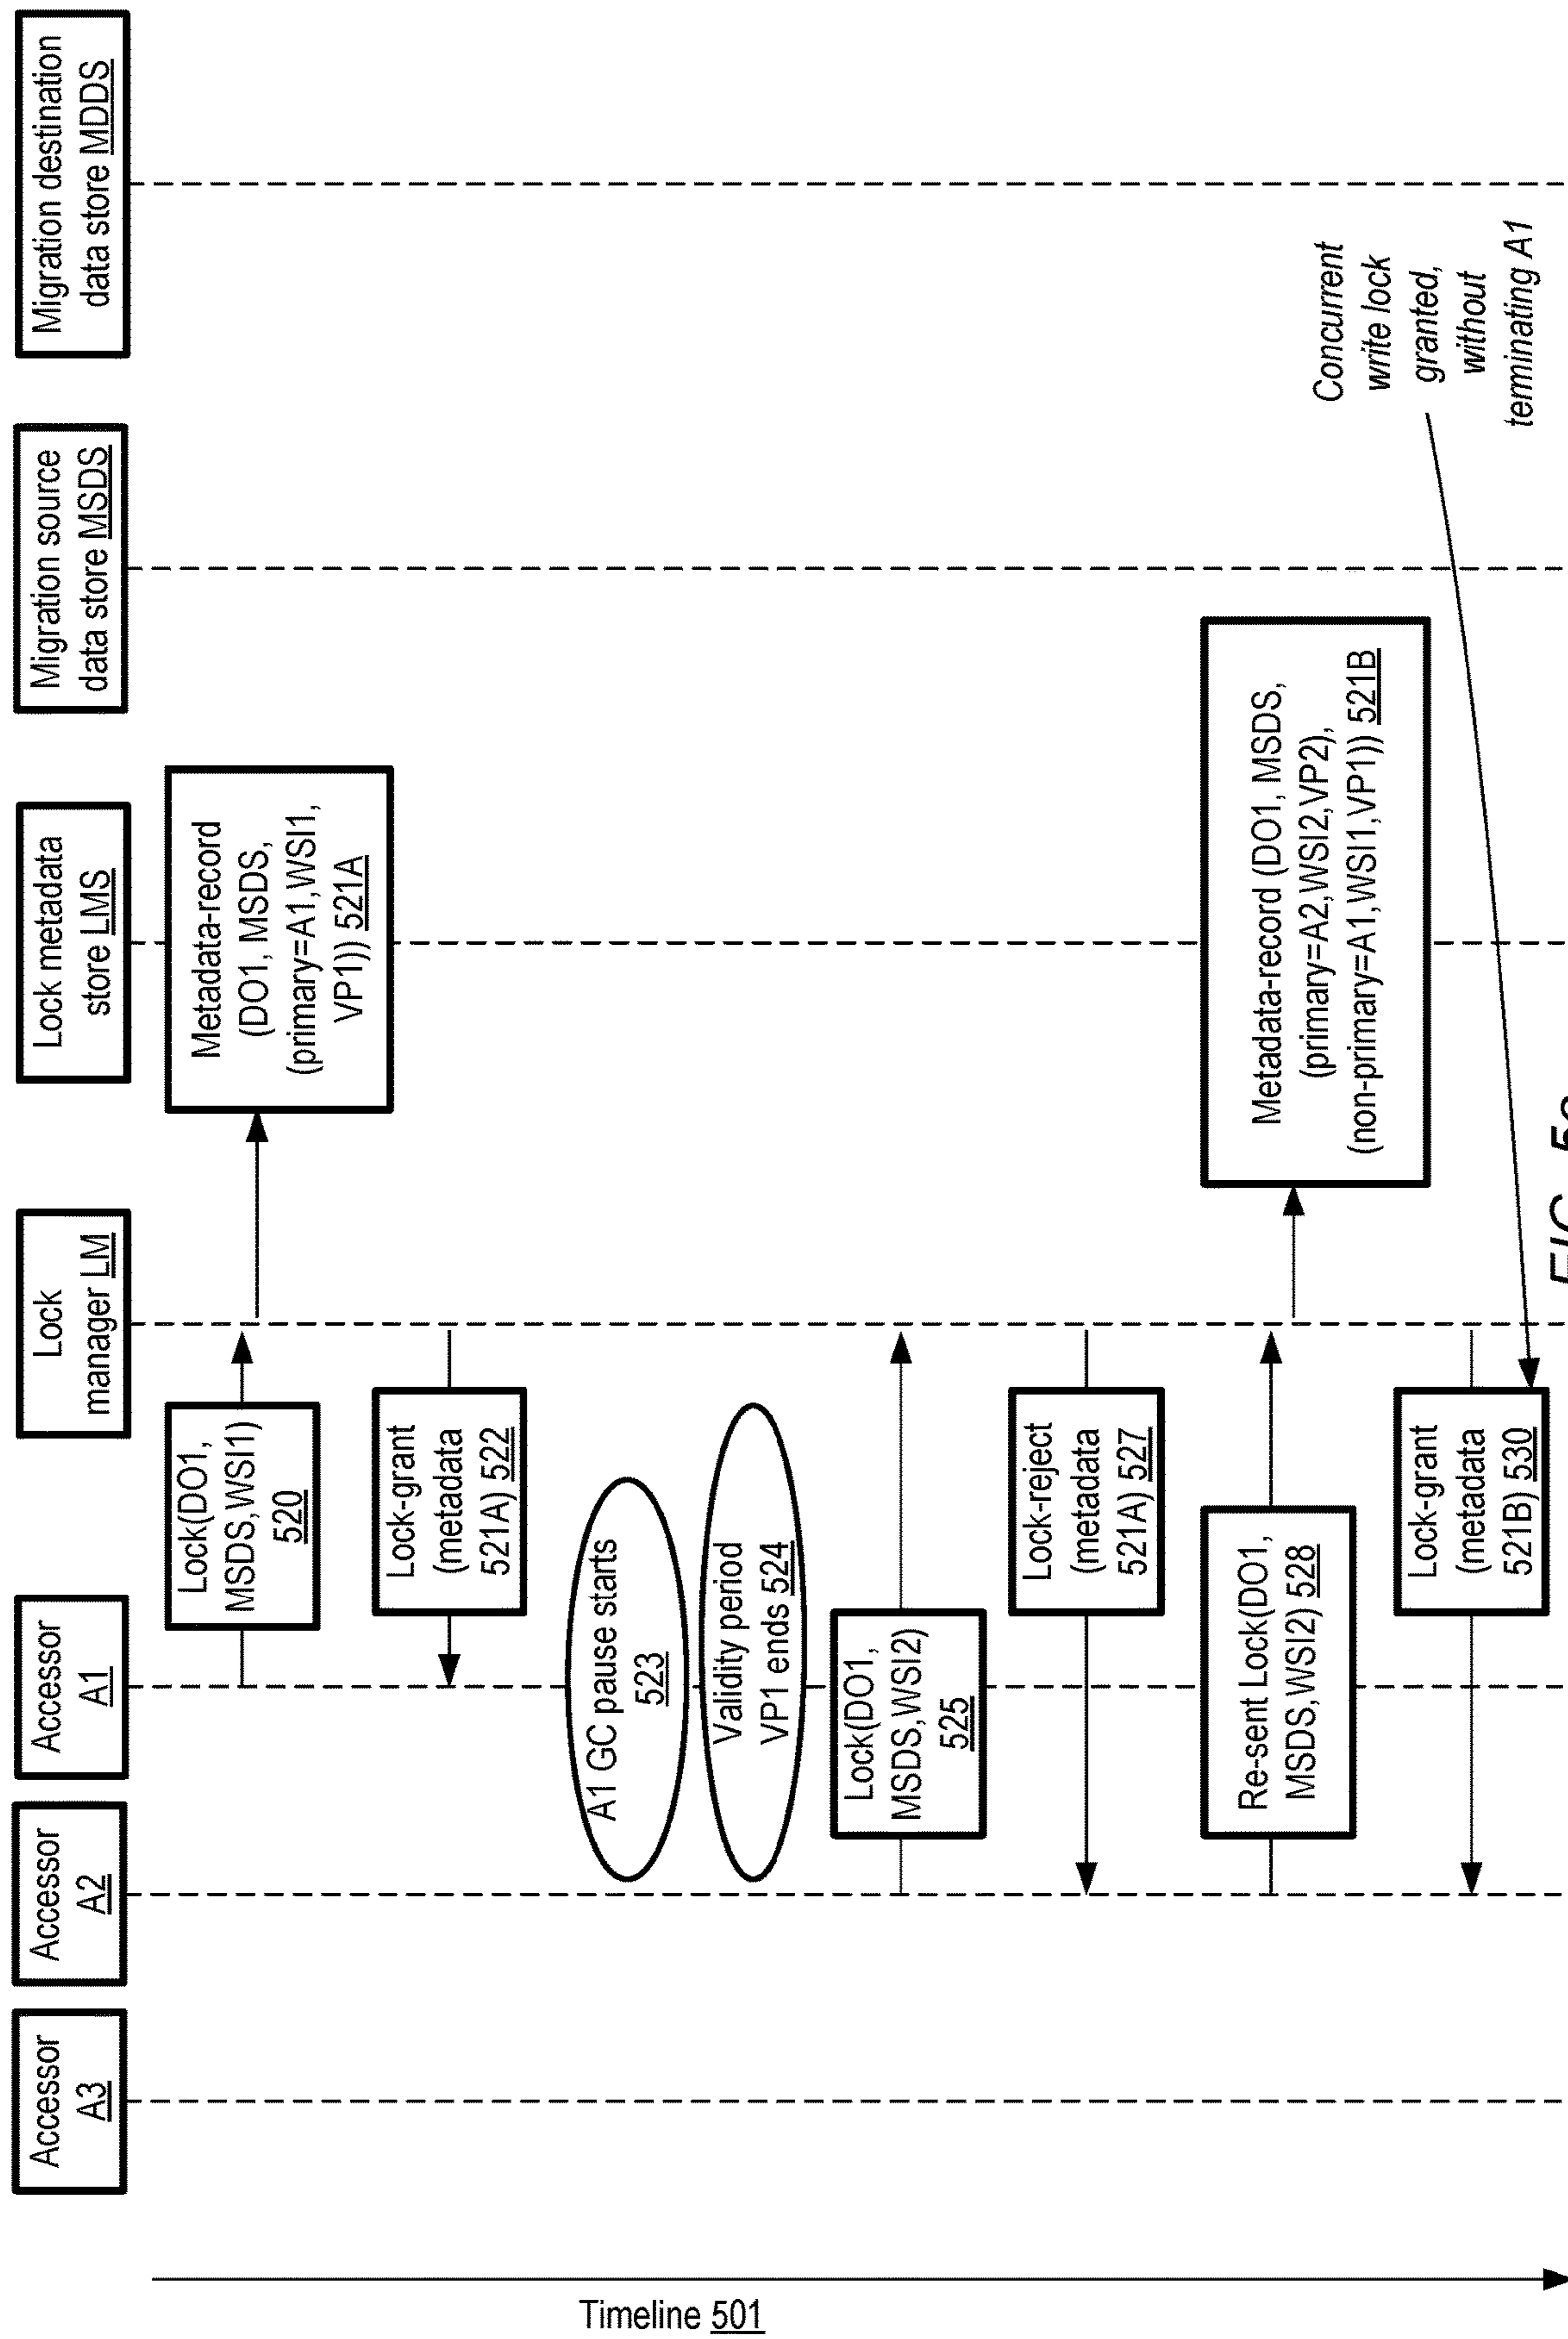 Accessor
A3
Accessor
A2
Accessor
A1
Lock
manager LM
Lock metadata
store LMS
Migration source
data store MSDS
Migration destination
data store MDDS
Timeline 501
Lock(DO1,
MSDS,WSI1)
520
Metadata-record
(DO1, MSDS,
(primary=A1,WSI1,
VP1)) 521A
Lock-grant
(metadata
521A) 522
A1 GC pause starts
523
Validity period
VP1 ends 524
Lock(DO1,
MSDS,WSI2)
525
Lock-reject
(metadata
521A) 527
Re-sent Lock(DO1,
MSDS,WSI2) 528
Metadata-record (DO1, MSDS,
(primary=A2,WSI2,VP2),
(non-primary=A1,WSI1,VP1)) 521B
Lock-grant
(metadata
521B) 530
Concurrent
write lock
granted,
without
terminating A1
FIG.